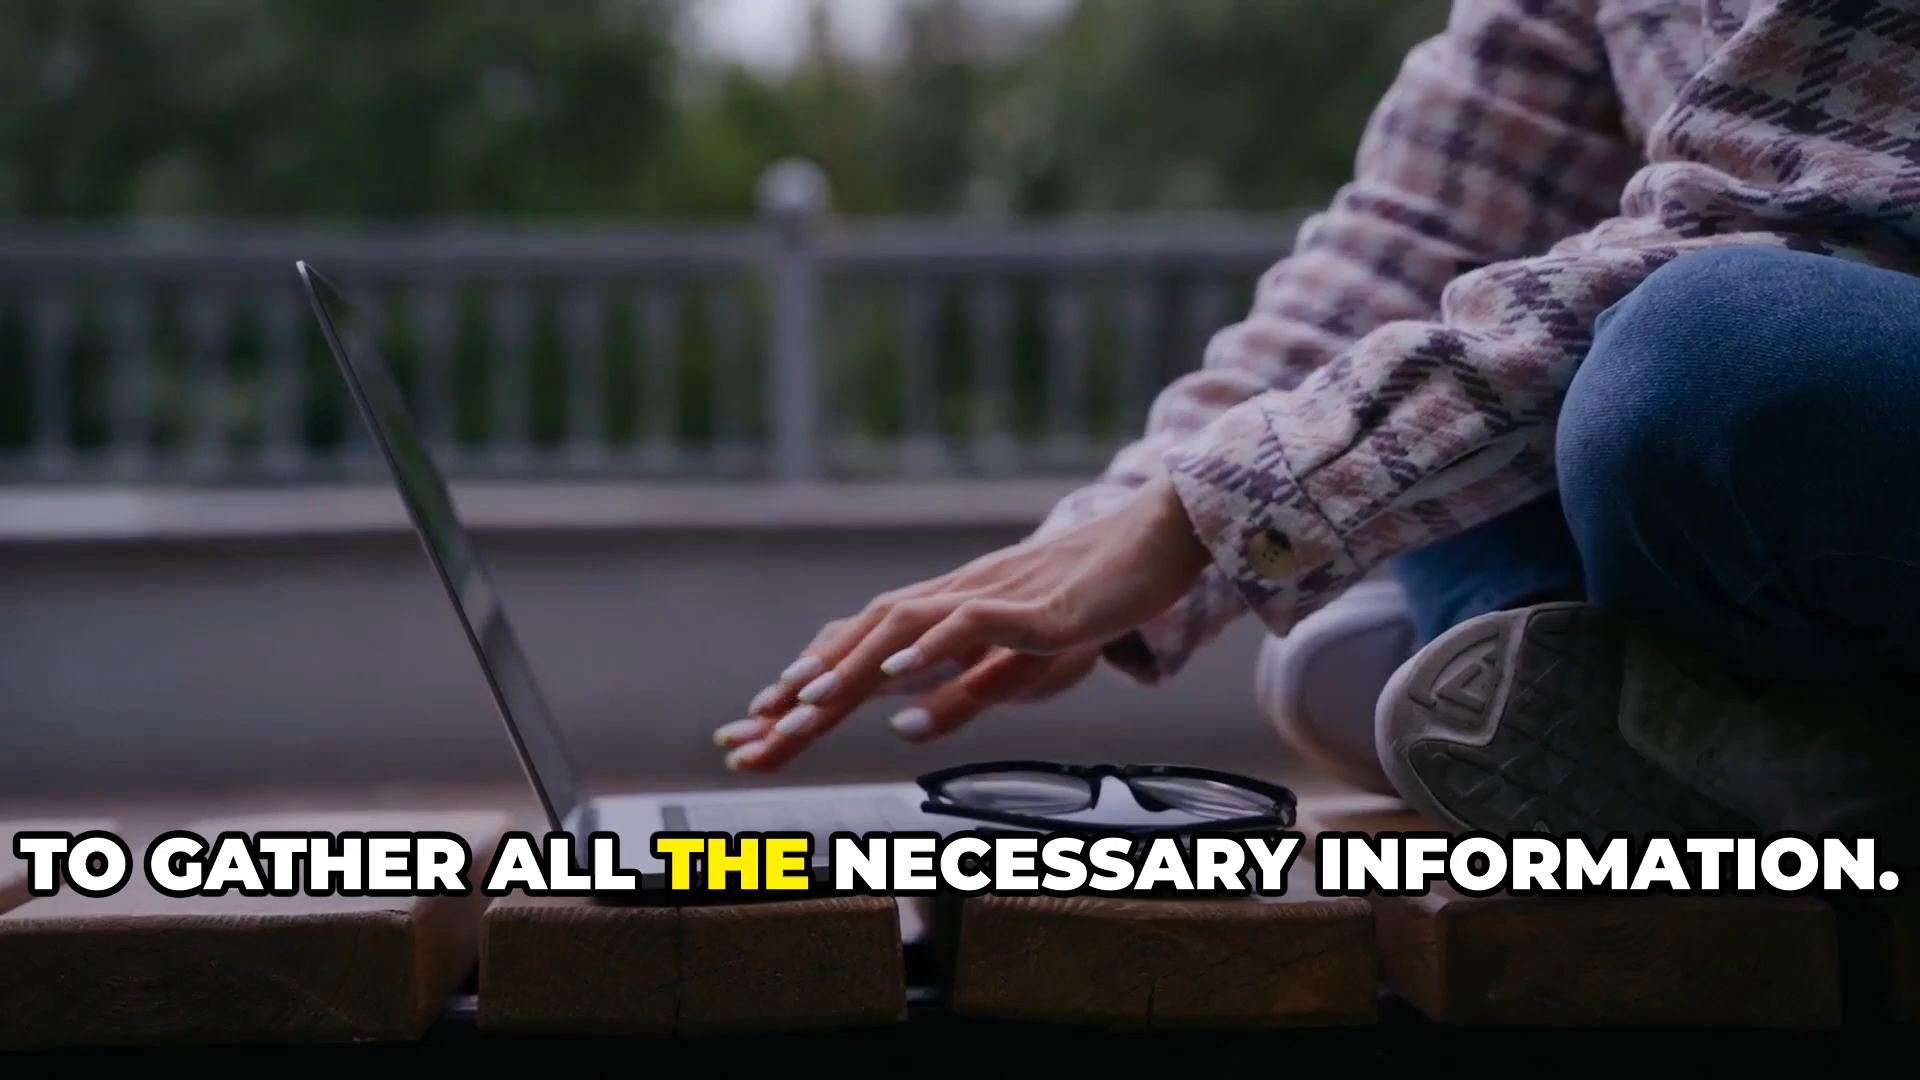 TO GATHER ALL THE NECESSARY INFORMATION.